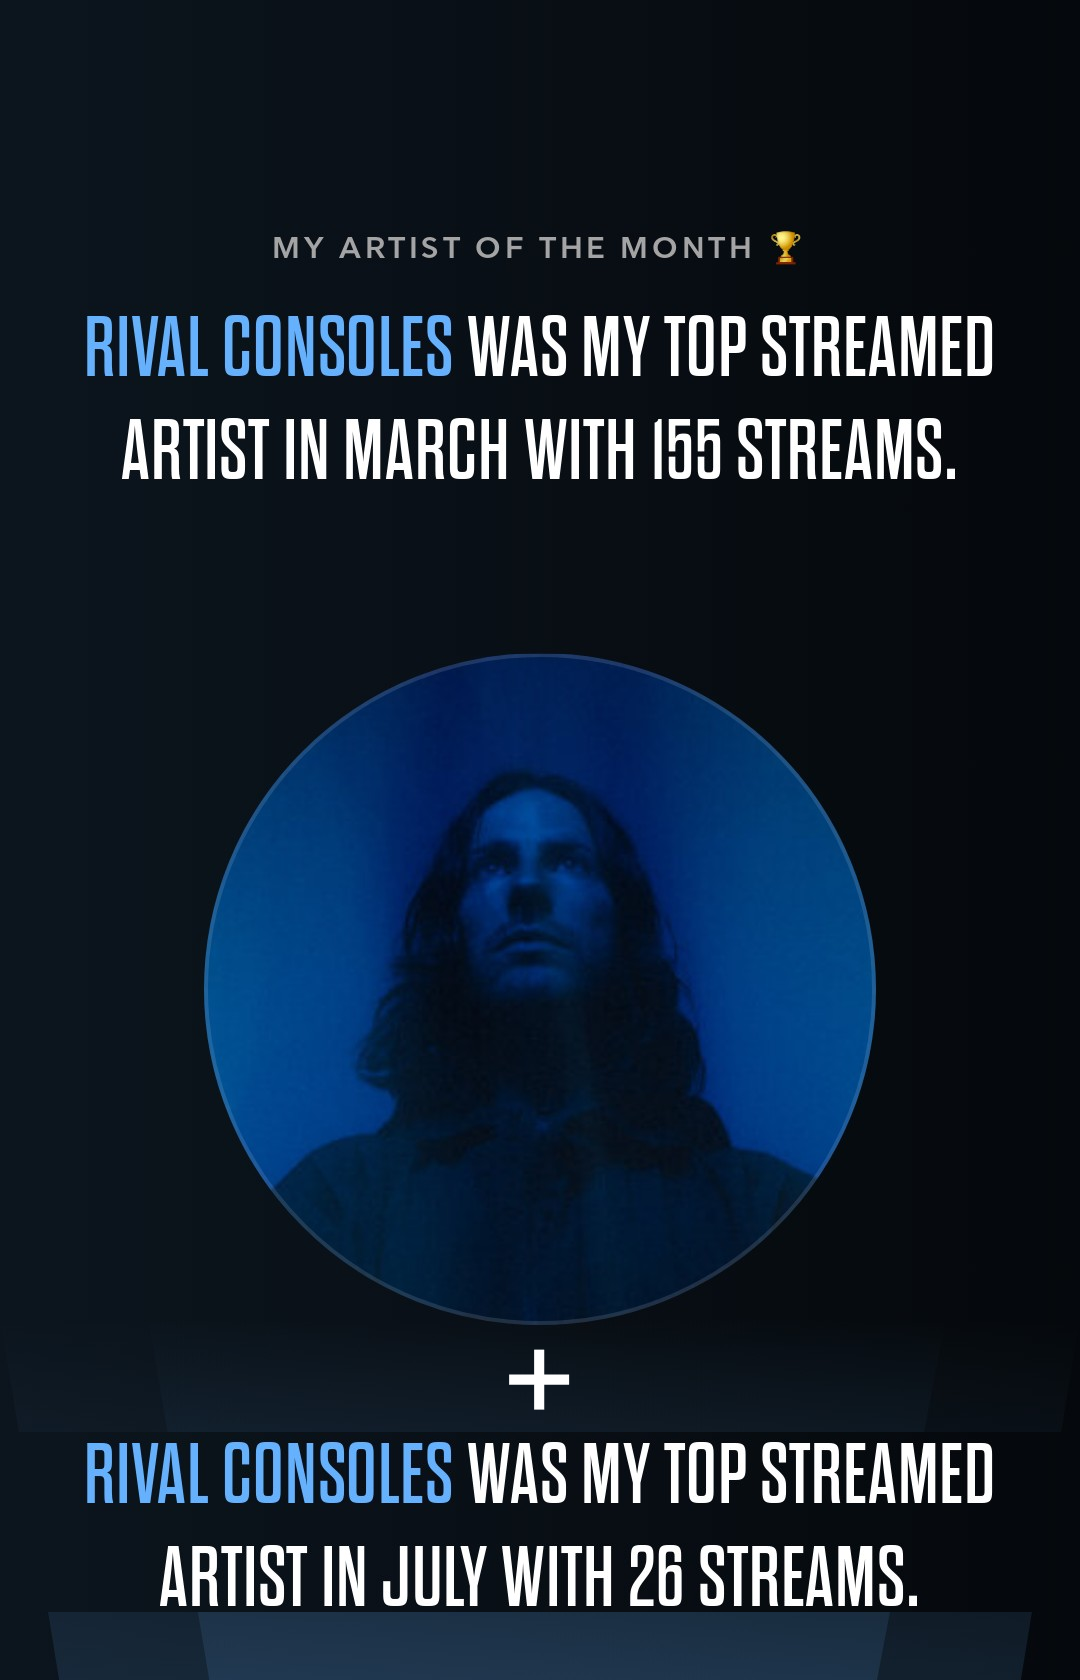 MY ARTIST OF THE MONTH 🏆
RIVAL CONSOLES WAS MY TOP STREAMED
ARTIST IN MARCH WITH 155 STREAMS.
+
RIVAL CONSOLES WAS MY TOP STREAMED
ARTIST IN JULY WITH 26 STREAMS.